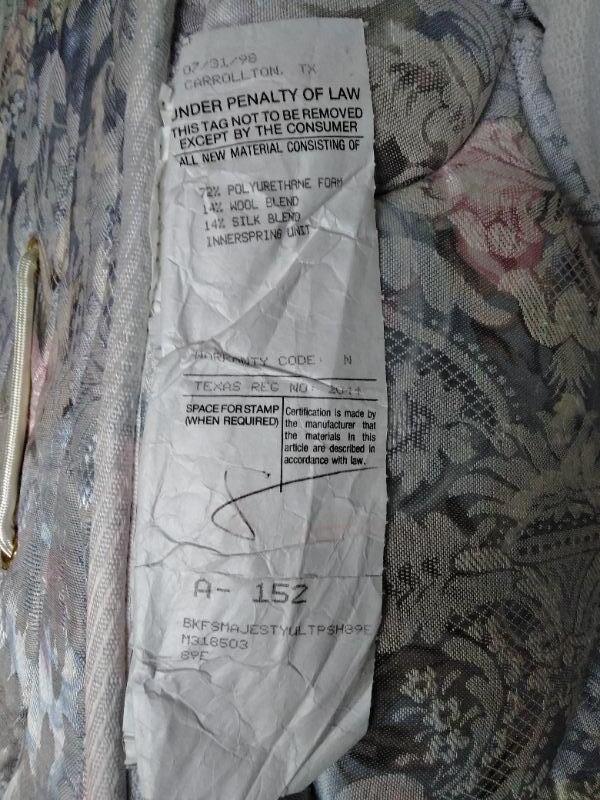 07/31/98
CARROLLTON, TX
UNDER PENALTY OF LAW
THIS TAG NOT TO BE REMOVED
EXCEPT BY THE CONSUMER
ALL NEW MATERIAL CONSISTING OF
72% POLYURETHANE FOAM
14% WOOL BLEND
14% SILK BLEND
INNERSPRING UNIT
WARRANTY CODE: N
TEXAS REG NO:
SPACE FOR STAMP
(WHEN REQUIRED)
Certification is made by
the manufacturer that
the materials in this
article are described in
accordance with law.
A- 152
BKFSMAJESTYULTPSH89E
M318503
89E